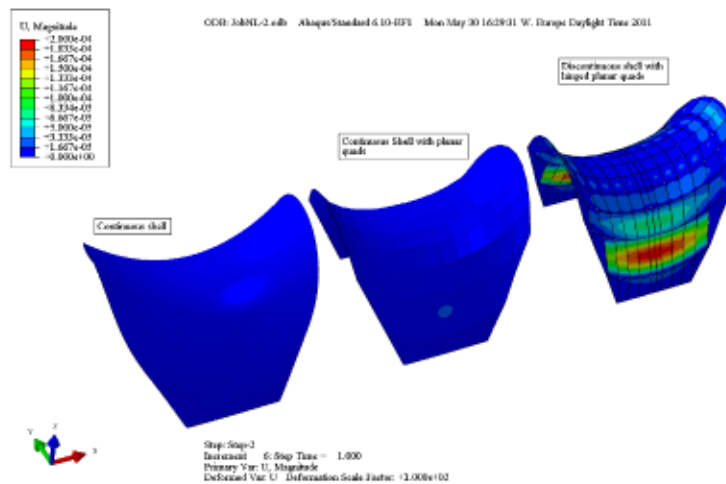 ODB: JobNL-2.odb Abaqus/Standard 6.10-EF1 Mon May 30 16:29:31 W. Europe Daylight Time 2011
U, Magnitude
+2.000e-04
+1.833e-04
+1.667e-04
+1.500e-04
+1.333e-04
+1.167e-04
+1.000e-04
+8.334e-05
+6.667e-05
+5.000e-05
+3.333e-05
+1.667e-05
+0.000e+00
Discontinuous shell with
hinged planar quads
Continuous Shell with planar
quads
Continuous shell
Y
Z
X
Step: Step-2
Increment 6: Step Time = 1.000
Primary Var: U, Magnitude
Deformed Var: U Deformation Scale Factor: